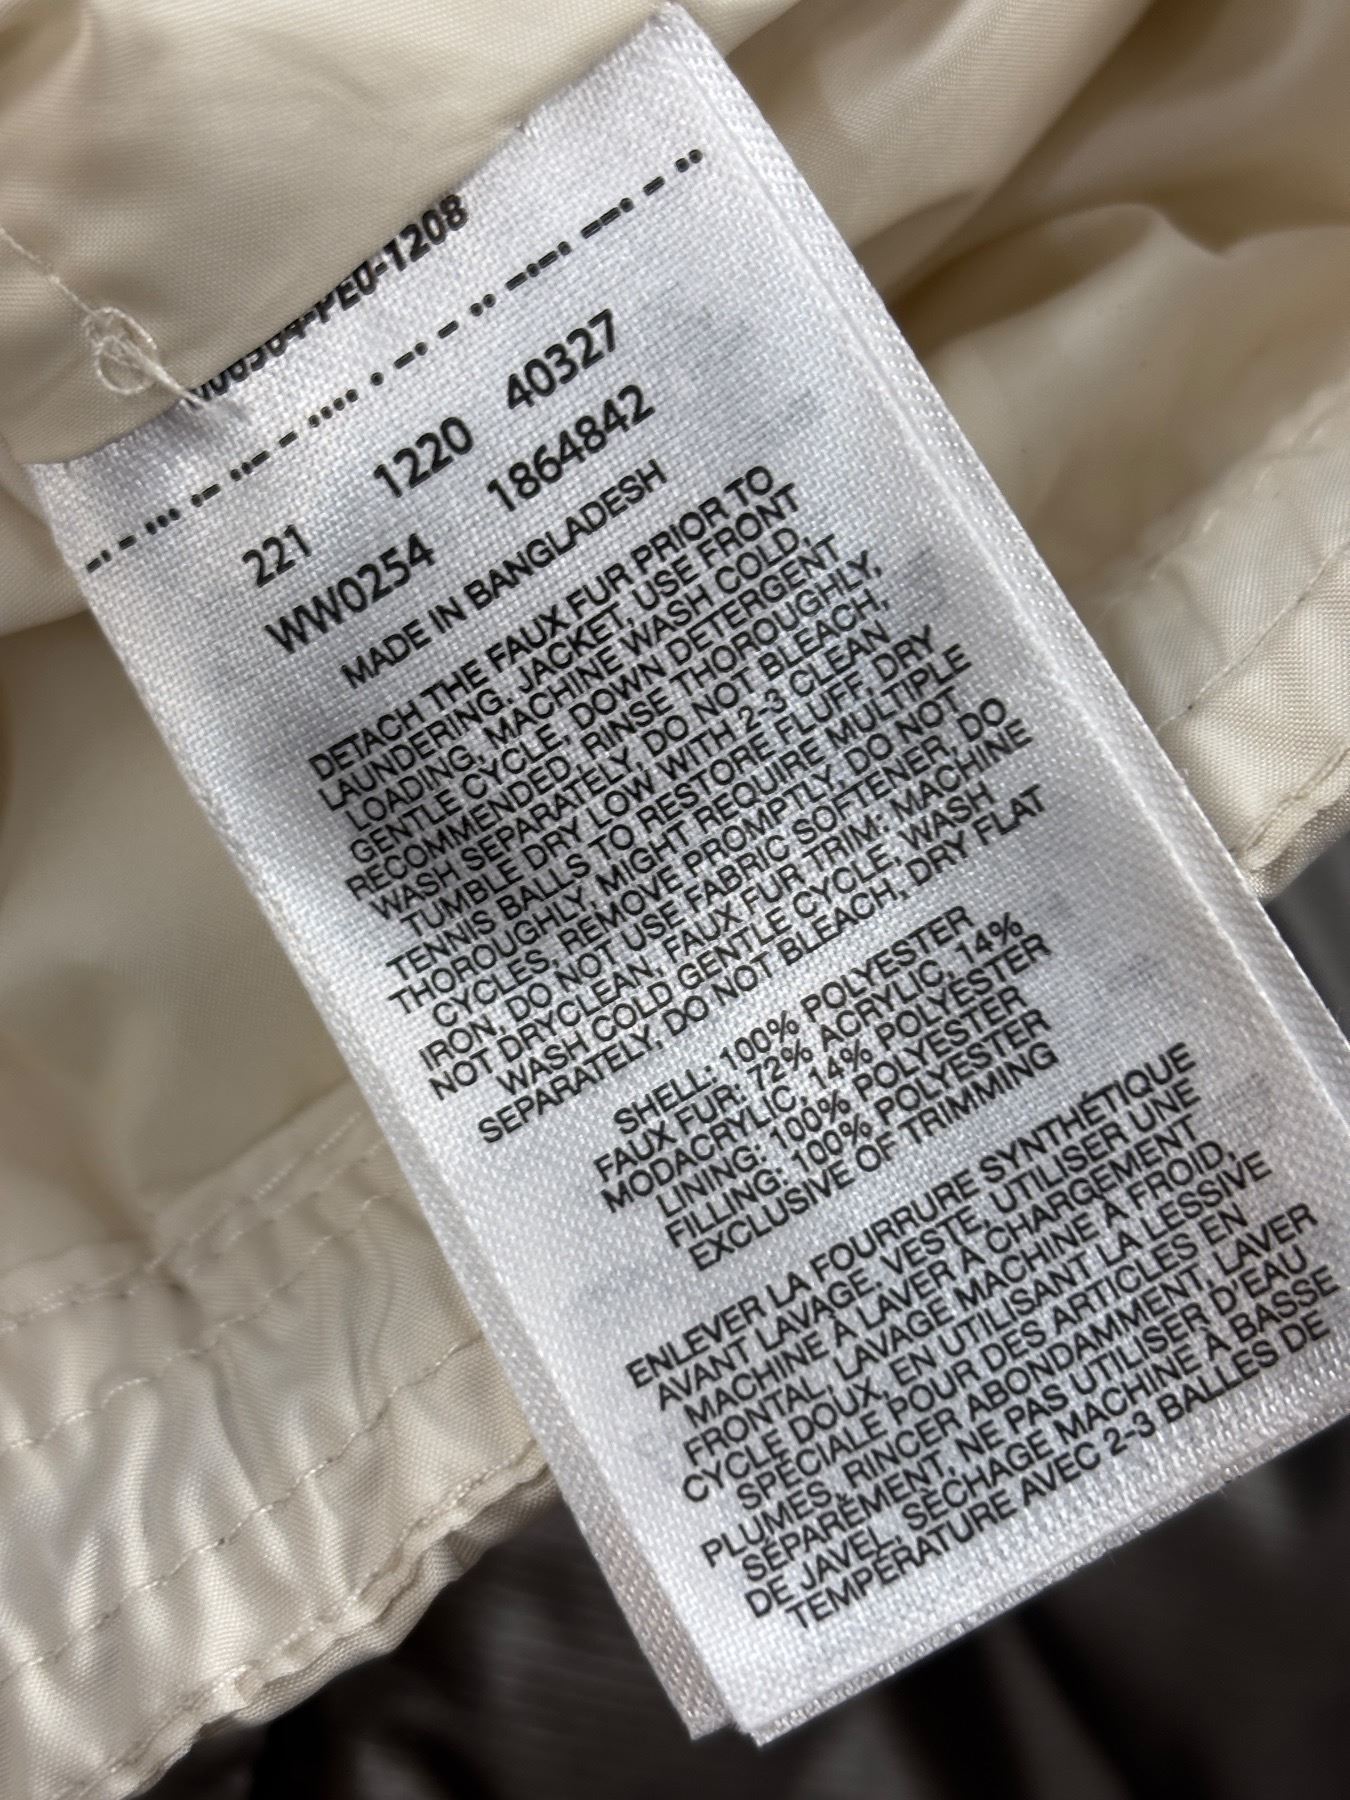 PE0-1208
221 1220 40327
WW0254 1864842
MADE IN BANGLADESH
DETACH THE FAUX FUR PRIOR TO
LAUNDERING, JACKET, USE FRONT
LOADING, MACHINE WASH COLD,
GENTLE CYCLE, DOWN DETERGENT
RECOMMENDED, RINSE THOROUGHLY,
WASH SEPARATELY, DO NOT BLEACH,
TUMBLE DRY LOW WITH 2-3 CLEAN
TENNIS BALLS TO RESTORE FLUFF, DRY
THOROUGHLY, MIGHT REQUIRE MULTIPLE
CYCLES, REMOVE PROMPTLY, DO NOT
IRON, DO NOT USE FABRIC SOFTENER, DO
NOT DRYCLEAN, FAUX FUR TRIM: MACHINE
WASH COLD GENTLE CYCLE, WASH
SEPARATELY, DO NOT BLEACH, DRY FLAT
SHELL: 100% POLYESTER
FAUX FUR: 72% ACRYLIC, 14%
MODACRYLIC, 14% POLYESTER
LINING: 100% POLYESTER
FILLING: 100% POLYESTER
EXCLUSIVE OF TRIMMING
ENLEVER LA FOURRURE SYNTHÉTIQUE
AVANT LAVAGE, VESTE, UTILISER UNE
MACHINE À LAVER À CHARGEMENT
FRONTAL, LAVAGE MACHINE À FROID,
CYCLE DOUX, EN UTILISANT LA LESSIVE
SPÉCIALE POUR DES ARTICLES EN
PLUMES, RINCER ABONDAMMENT, LAVER
SÉPARÉMENT, NE PAS UTILISER D'EAU
DE JAVEL, SÉCHAGE MACHINE À BASSE
TEMPÉRATURE AVEC 2-3 BALLES DE